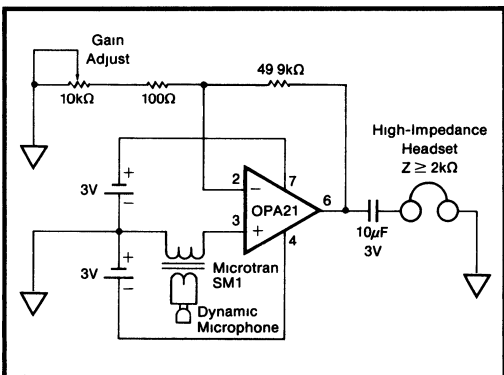 Gain
Adjust
10kΩ
100Ω
49 9kΩ
High-Impedance
Headset
Z ≥ 2kΩ
+
3V
−
2
−
7
OPA21
6
3
+
4
10µF
3V
+
3V
−
Microtran
SM1
Dynamic
Microphone